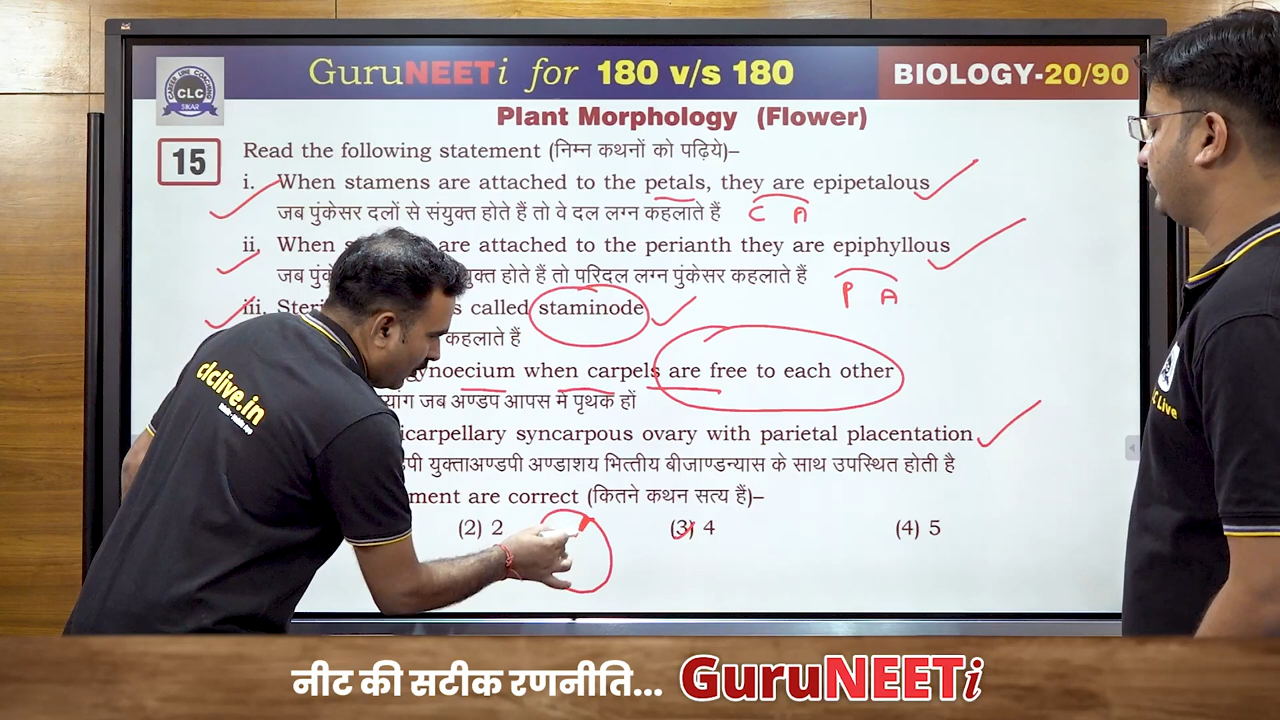 GuruNEETi for 180 v/s 180 BIOLOGY-20/90
CAREER LINE COACHING CLC SIKAR
Plant Morphology (Flower)
15 Read the following statement (निम्न कथनों को पढ़िये)–
i. When stamens are attached to the petals, they are epipetalous
जब पुंकेसर दलों से संयुक्त होते हैं तो वे दल लग्न कहलाते हैं C A
ii. When are attached to the perianth they are epiphyllous
जब संयुक्त होते हैं तो परिदल लग्न पुंकेसर कहलाते हैं P A
iii. called staminode
कहलाते हैं
gynoecium when carpels are free to each other
जब अण्डप आपस में पृथक हों
syncarpous ovary with parietal placentation
युक्ताअण्डपी अण्डाशय भित्तीय बीजाण्डन्यास के साथ उपस्थित होती है
are correct (कितने कथन सत्य हैं)–
(2) 2 (3) 4 (4) 5
clclive.in
Live
नीट की सटीक रणनीति... GuruNEETi